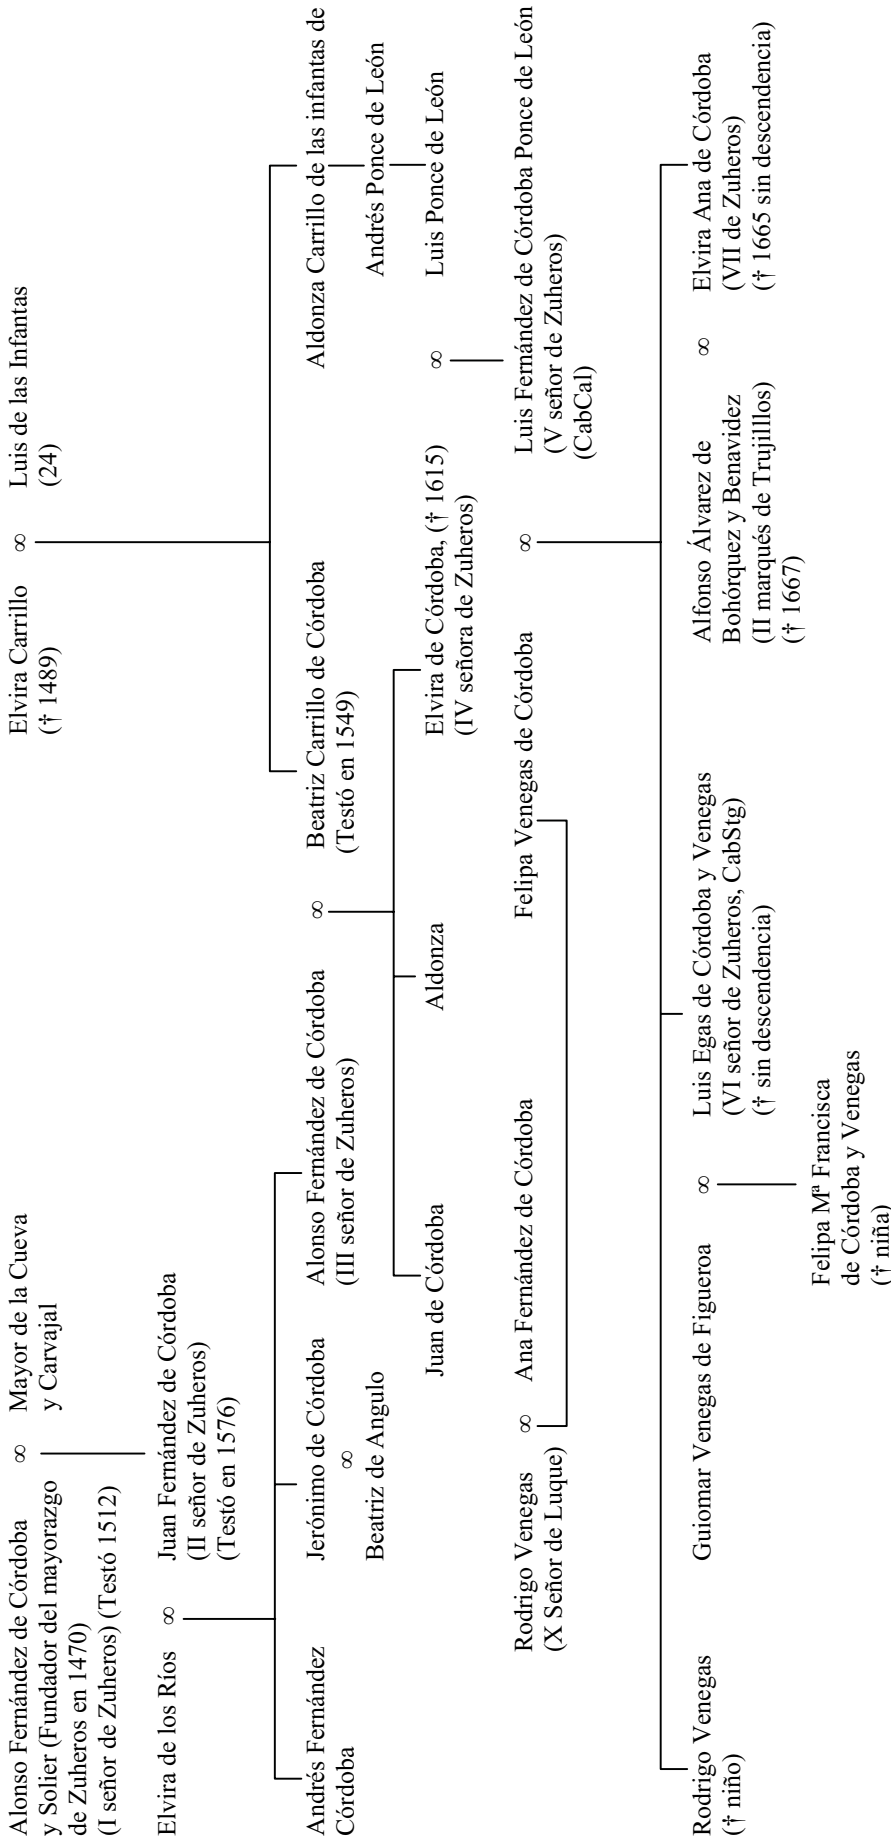 Alonso Fernández de Córdoba
y Solier (Fundador del mayorazgo
de Zuheros en 1470)
(I señor de Zuheros) (Testó 1512)
∞
Mayor de la Cueva
y Carvajal
Elvira Carrillo
(† 1489)
∞
Luis de las Infantas
(24)
Elvira de los Ríos
∞
Juan Fernández de Córdoba
(II señor de Zuheros)
(Testó en 1576)
Andrés Fernández
Córdoba
Jerónimo de Córdoba
∞
Beatriz de Angulo
Alonso Fernández de Córdoba
(III señor de Zuheros)
∞
Beatriz Carrillo de Córdoba
(Testó en 1549)
Aldonza Carrillo de las infantas de
Andrés Ponce de León
Juan de Córdoba
Aldonza
Elvira de Córdoba, († 1615)
(IV señora de Zuheros)
∞
Luis Ponce de León
Rodrigo Venegas
(X Señor de Luque)
∞
Ana Fernández de Córdoba
Felipa Venegas de Córdoba
∞
Luis Fernández de Córdoba Ponce de León
(V señor de Zuheros)
(CabCal)
Rodrigo Venegas
(† niño)
Guiomar Venegas de Figueroa
∞
Luis Egas de Córdoba y Venegas
(VI señor de Zuheros, CabStg)
(† sin descendencia)
Alfonso Álvarez de
Bohórquez y Benavidez
(II marqués de Trujilllos)
(† 1667)
∞
Elvira Ana de Córdoba
(VII de Zuheros)
(† 1665 sin descendencia)
Felipa Mª Francisca
de Córdoba y Venegas
(† niña)